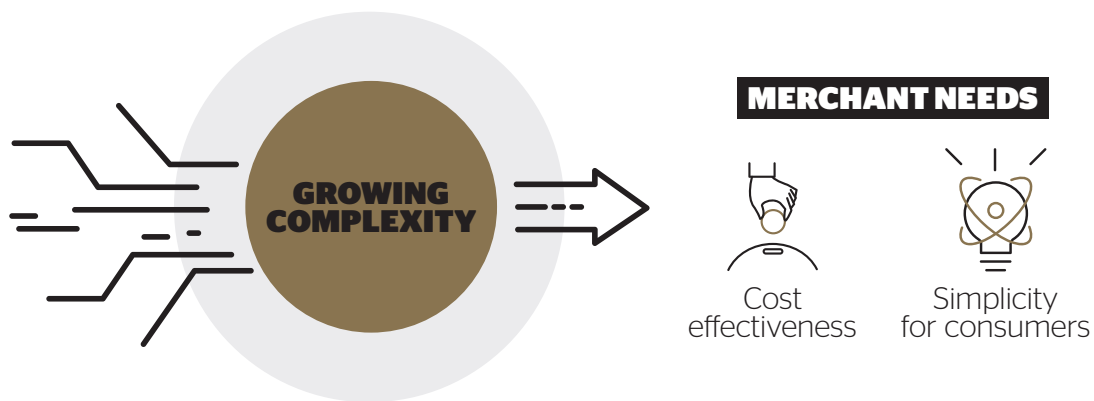 GROWING
COMPLEXITY
MERCHANT NEEDS
Cost
effectiveness
Simplicity
for consumers